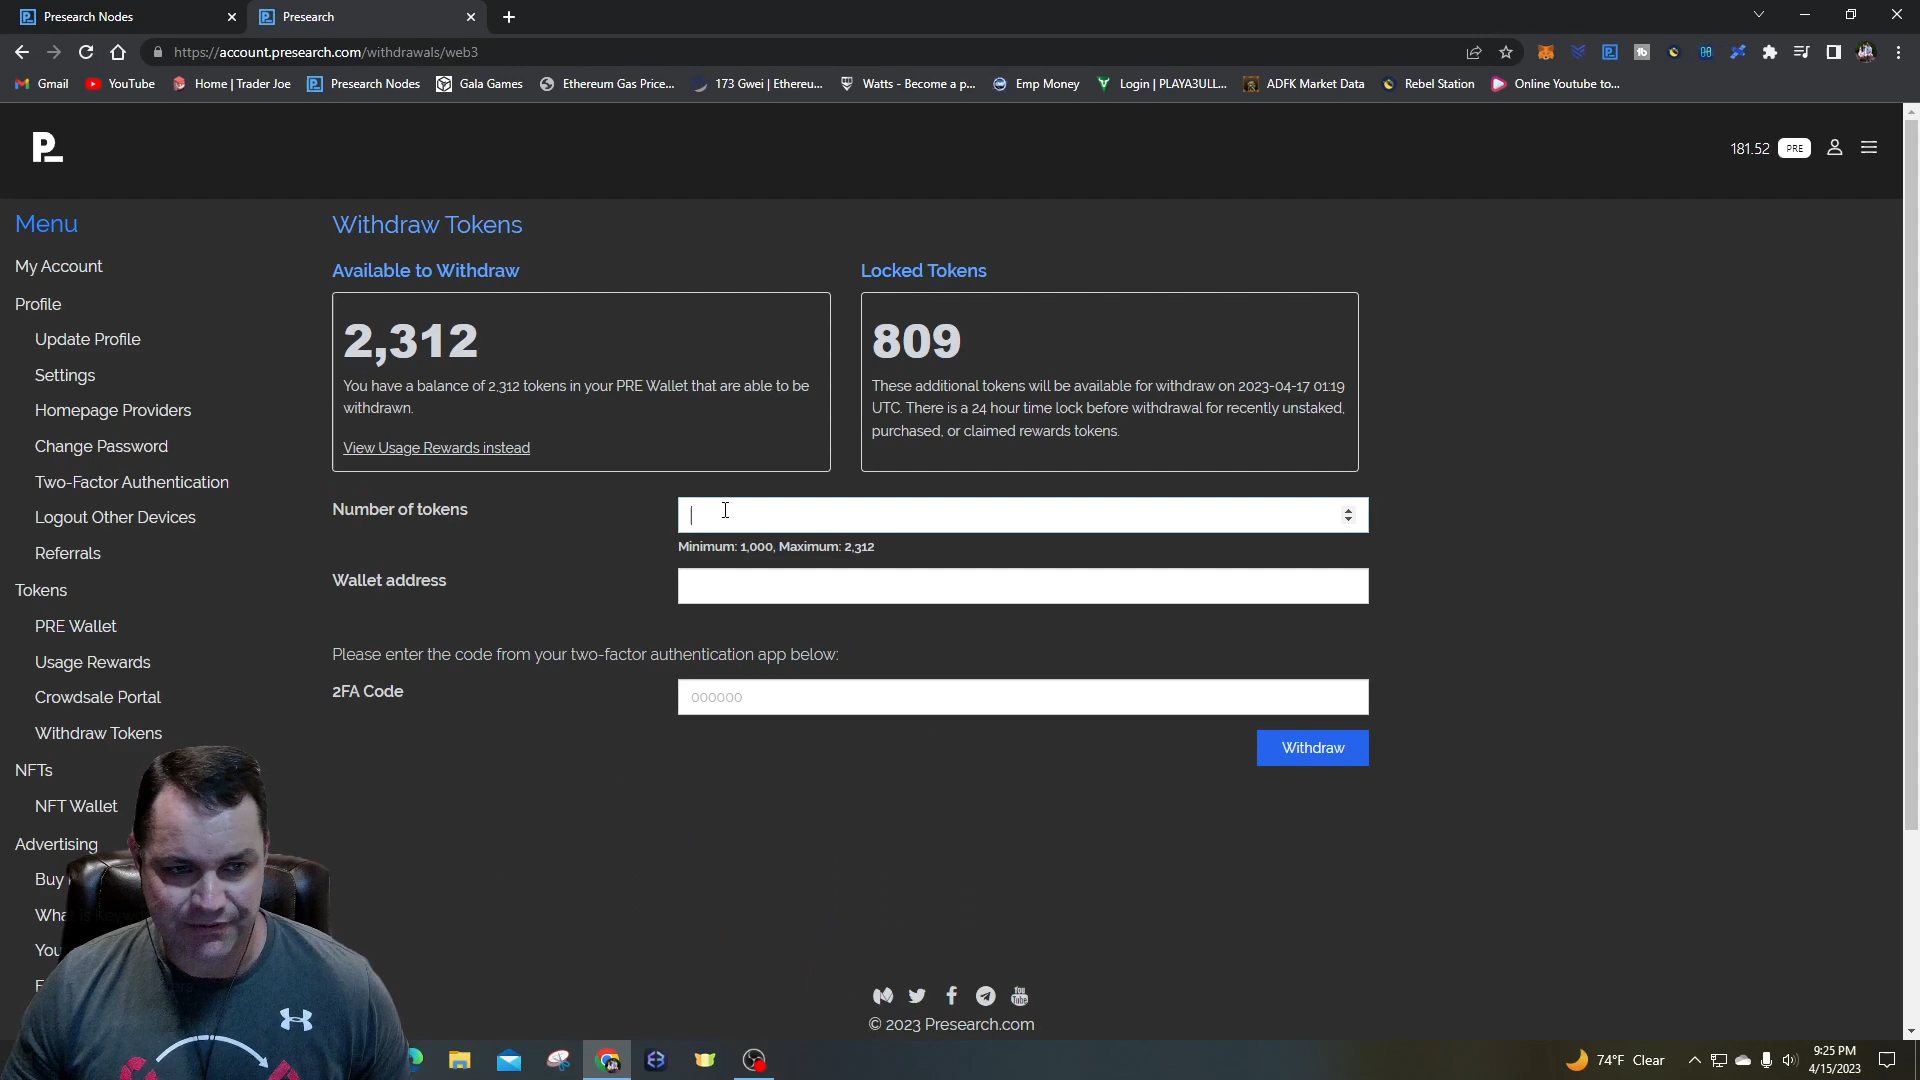 Presearch Nodes
Presearch
https://account.presearch.com/withdrawals/web3
Gmail
YouTube
Home | Trader Joe
Presearch Nodes
Gala Games
Ethereum Gas Price...
173 Gwei | Ethereu...
Watts - Become a p...
Emp Money
Login | PLAYA3ULL...
ADFK Market Data
Rebel Station
Online Youtube to...
181.52 PRE
Menu
My Account
Profile
Update Profile
Settings
Homepage Providers
Change Password
Two-Factor Authentication
Logout Other Devices
Referrals
Tokens
PRE Wallet
Usage Rewards
Crowdsale Portal
Withdraw Tokens
NFTs
NFT Wallet
Advertising
Buy
Withdraw Tokens
Available to Withdraw
2,312
You have a balance of 2,312 tokens in your PRE Wallet that are able to be
withdrawn.
View Usage Rewards instead
Locked Tokens
809
These additional tokens will be available for withdraw on 2023-04-17 01:19
UTC. There is a 24 hour time lock before withdrawal for recently unstaked,
purchased, or claimed rewards tokens.
Number of tokens
Minimum: 1,000, Maximum: 2,312
Wallet address
Please enter the code from your two-factor authentication app below:
2FA Code
000000
Withdraw
© 2023 Presearch.com
74°F Clear
9:25 PM
4/15/2023